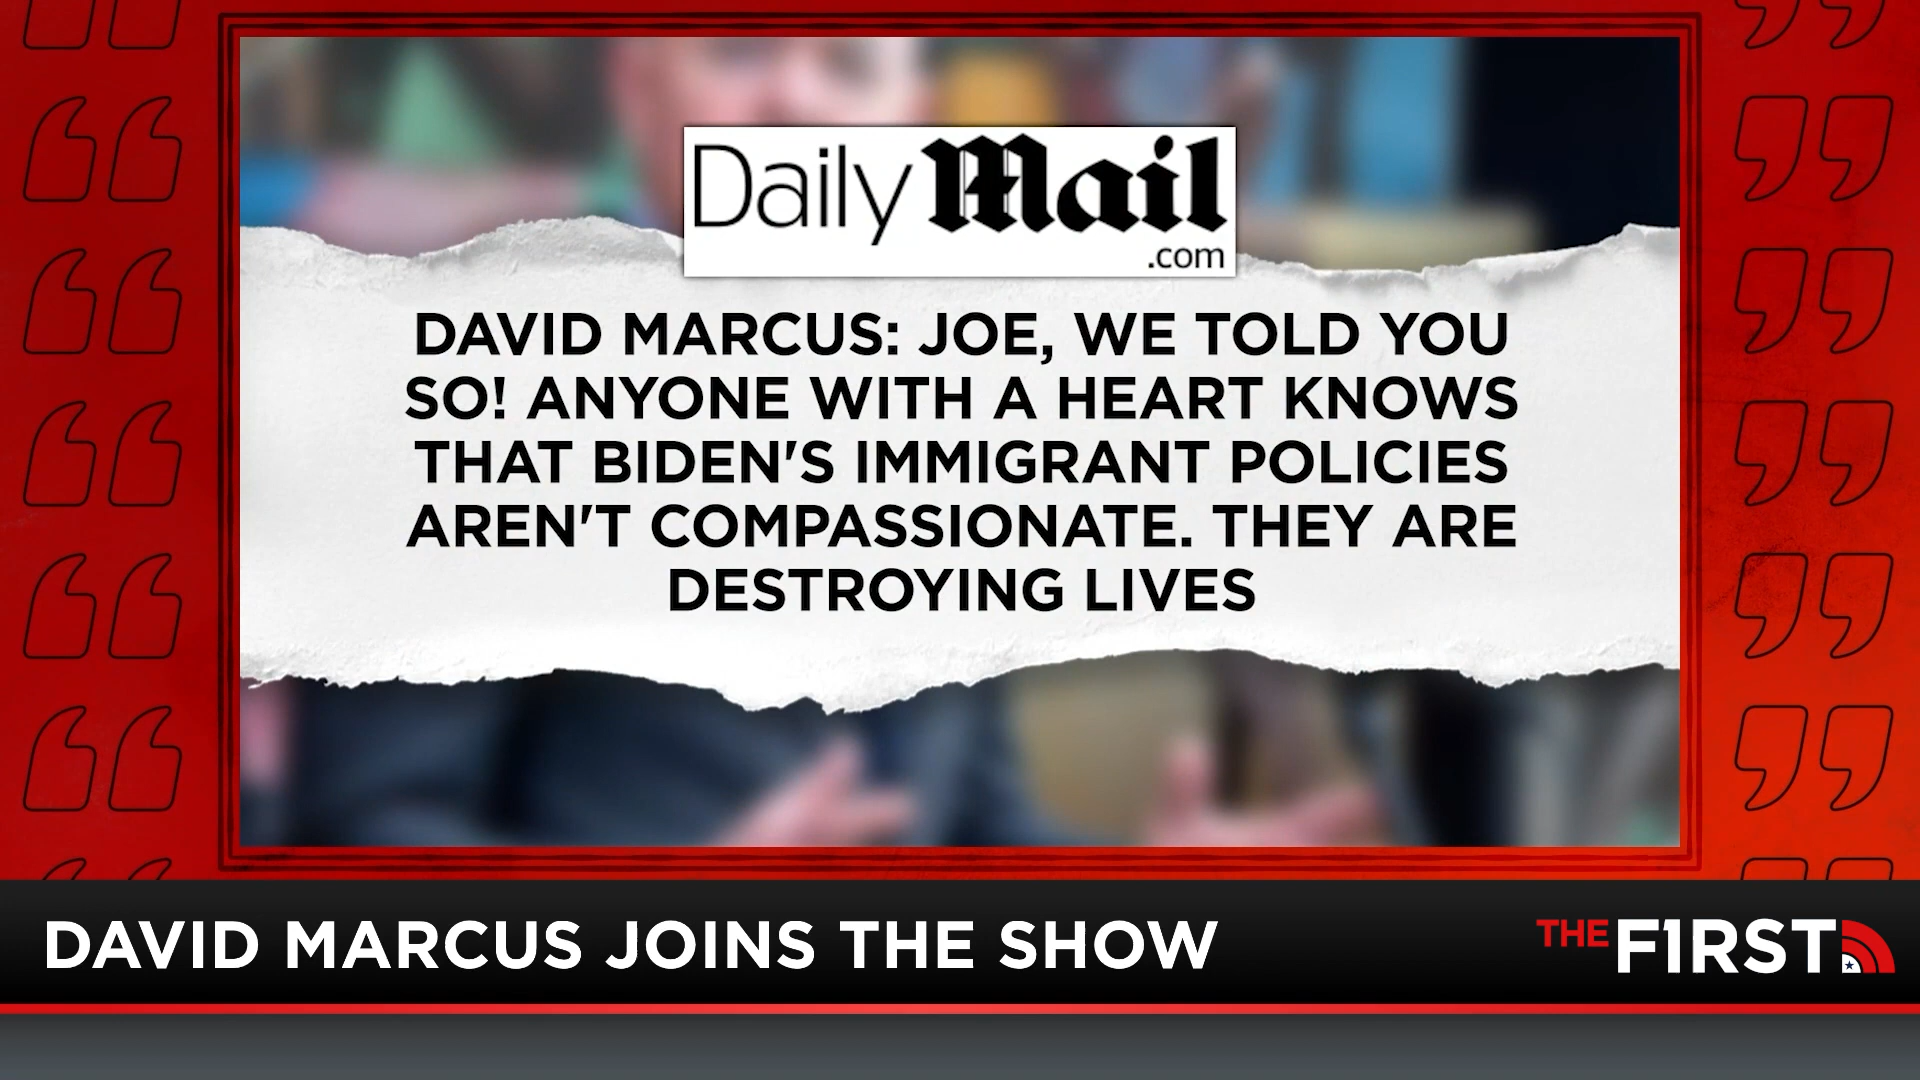 Daily Mail
.com
DAVID MARCUS: JOE, WE TOLD YOU
SO! ANYONE WITH A HEART KNOWS
THAT BIDEN'S IMMIGRANT POLICIES
AREN'T COMPASSIONATE. THEY ARE
DESTROYING LIVES
DAVID MARCUS JOINS THE SHOW
THE FIRST